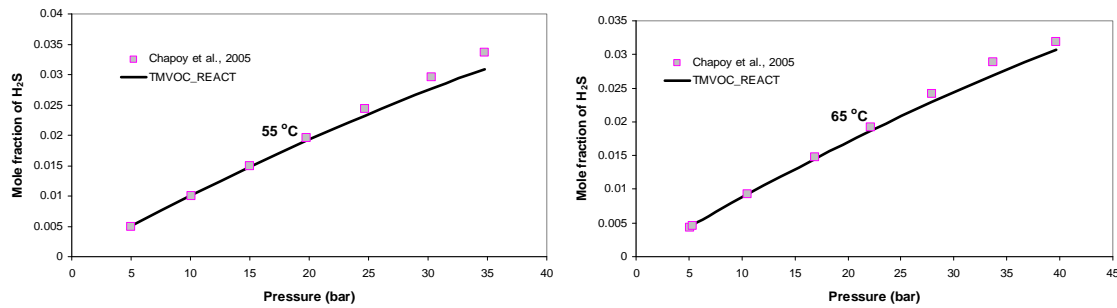 Mole fraction of H₂S
0.04
0.035
0.03
0.025
0.02
0.015
0.01
0.005
0
Chapoy et al., 2005
TMVOC_REACT
55 °C
0 5 10 15 20 25 30 35 40
Pressure (bar)
Mole fraction of H₂S
0.035
0.03
0.025
0.02
0.015
0.01
0.005
0
Chapoy et al., 2005
TMVOC_REACT
65 °C
0 5 10 15 20 25 30 35 40 45
Pressure (bar)